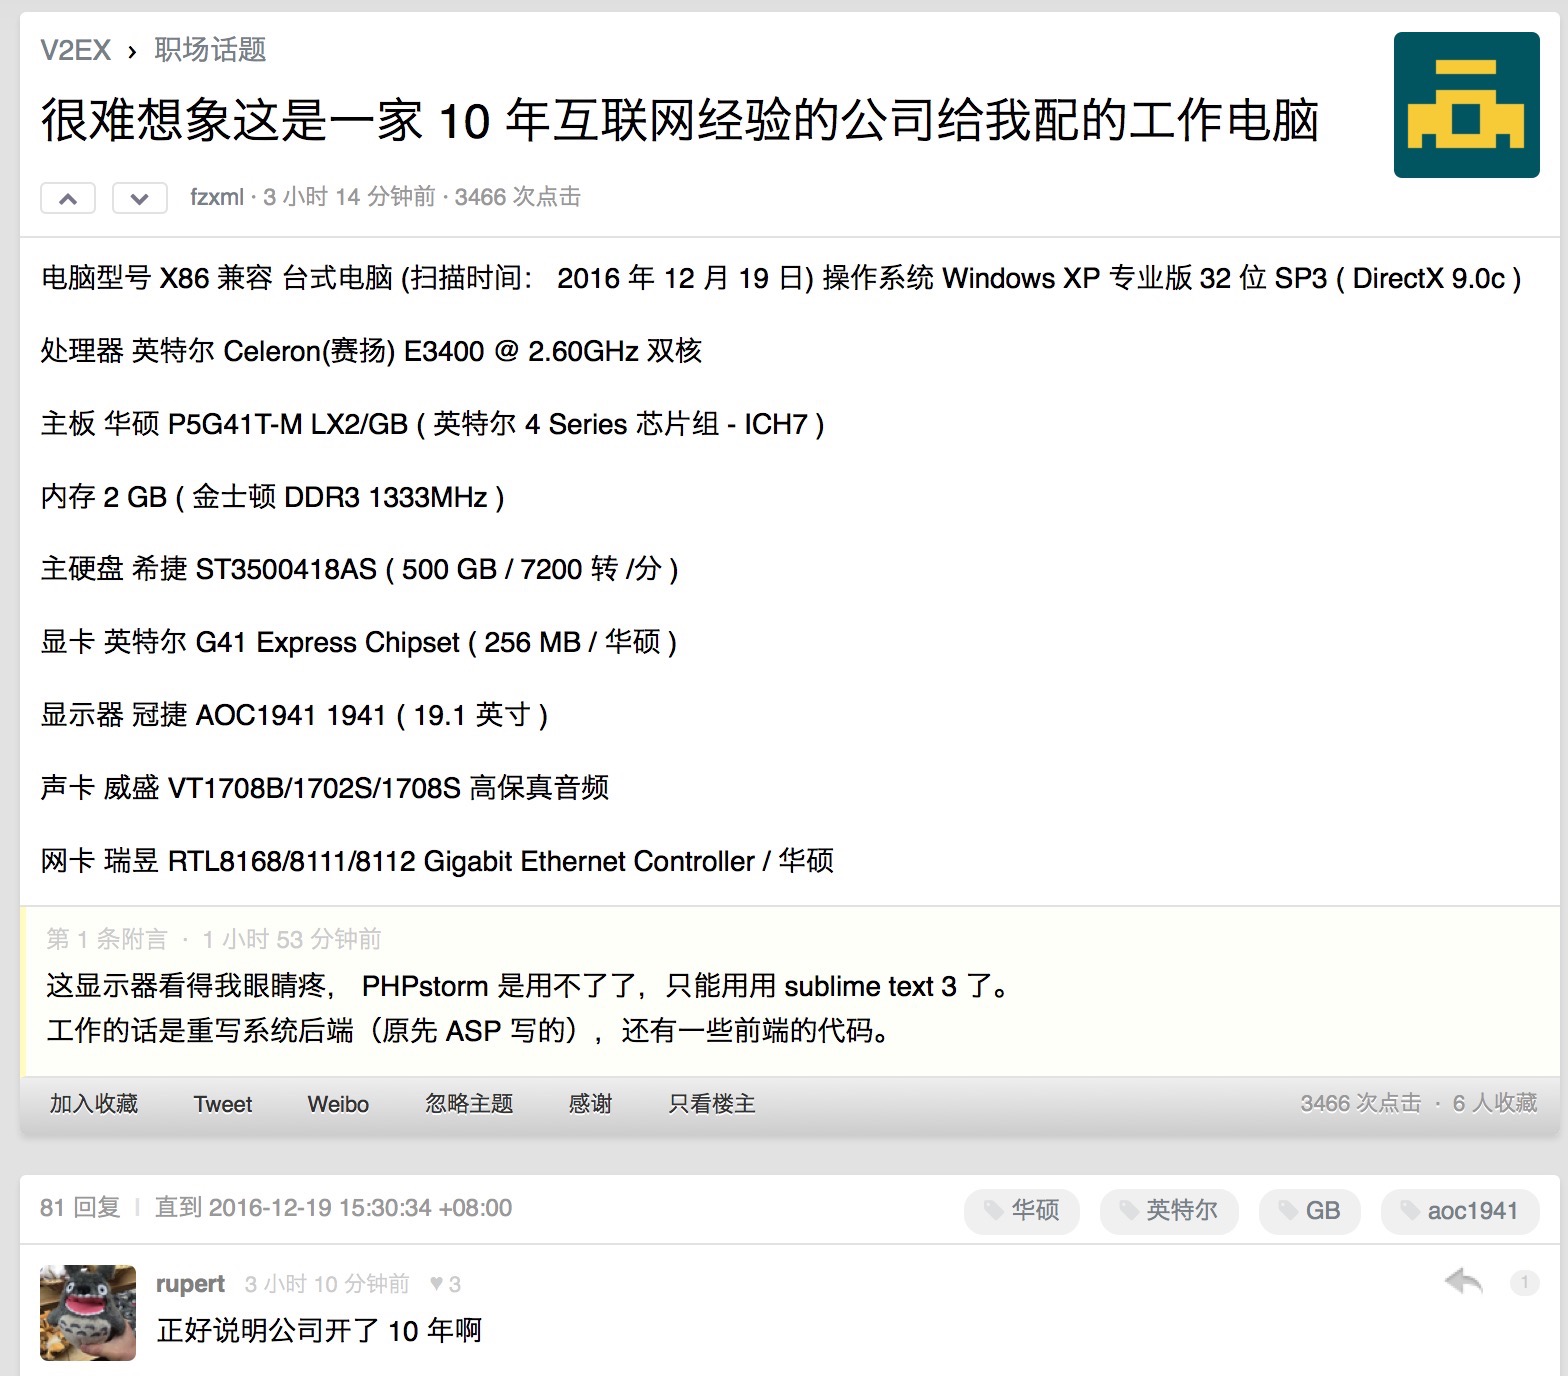 V2EX › 职场话题
很难想象这是一家 10 年互联网经验的公司给我配的工作电脑
fzxml · 3 小时 14 分钟前 · 3466 次点击
电脑型号 X86 兼容 台式电脑 (扫描时间： 2016 年 12 月 19 日) 操作系统 Windows XP 专业版 32 位 SP3 ( DirectX 9.0c )
处理器 英特尔 Celeron(赛扬) E3400 @ 2.60GHz 双核
主板 华硕 P5G41T-M LX2/GB ( 英特尔 4 Series 芯片组 - ICH7 )
内存 2 GB ( 金士顿 DDR3 1333MHz )
主硬盘 希捷 ST3500418AS ( 500 GB / 7200 转 /分 )
显卡 英特尔 G41 Express Chipset ( 256 MB / 华硕 )
显示器 冠捷 AOC1941 1941 ( 19.1 英寸 )
声卡 威盛 VT1708B/1702S/1708S 高保真音频
网卡 瑞昱 RTL8168/8111/8112 Gigabit Ethernet Controller / 华硕
第 1 条附言 · 1 小时 53 分钟前
这显示器看得我眼睛疼， PHPstorm 是用不了了，只能用用 sublime text 3 了。
工作的话是重写系统后端（原先 ASP 写的），还有一些前端的代码。
加入收藏 Tweet Weibo 忽略主题 感谢 只看楼主 3466 次点击 · 6 人收藏
81 回复 | 直到 2016-12-19 15:30:34 +08:00 华硕 英特尔 GB aoc1941
rupert 3 小时 10 分钟前 ♥ 3 1
正好说明公司开了 10 年啊